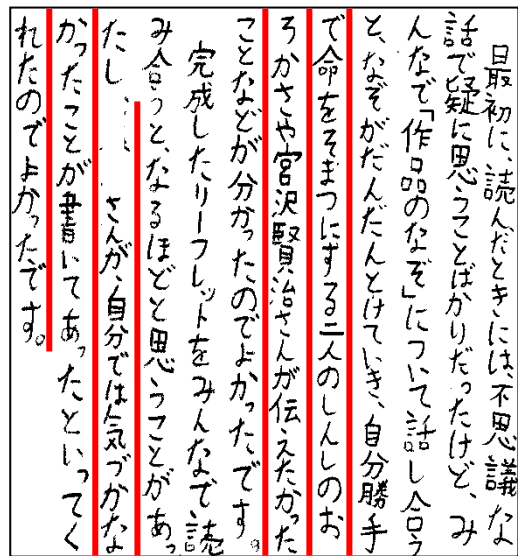 最初に、読んだときには、不思議な
話で疑に思うことばかりだったけど、み
んなで「作品のなぞ」について話し合う
と、なぞがだんだんとけていき、自分勝手
で命をそまつにする二人のしんしのお
ろかさや宮沢賢治さんが伝えたかった
ことなどが分かったのでよかったです。
完成したリーフレットをみんなで読
み合うと、なるほどと思うことがあっ
たし
さんが、自分では気づかな
かったことが書いてあったといってく
れたのでよかったです。